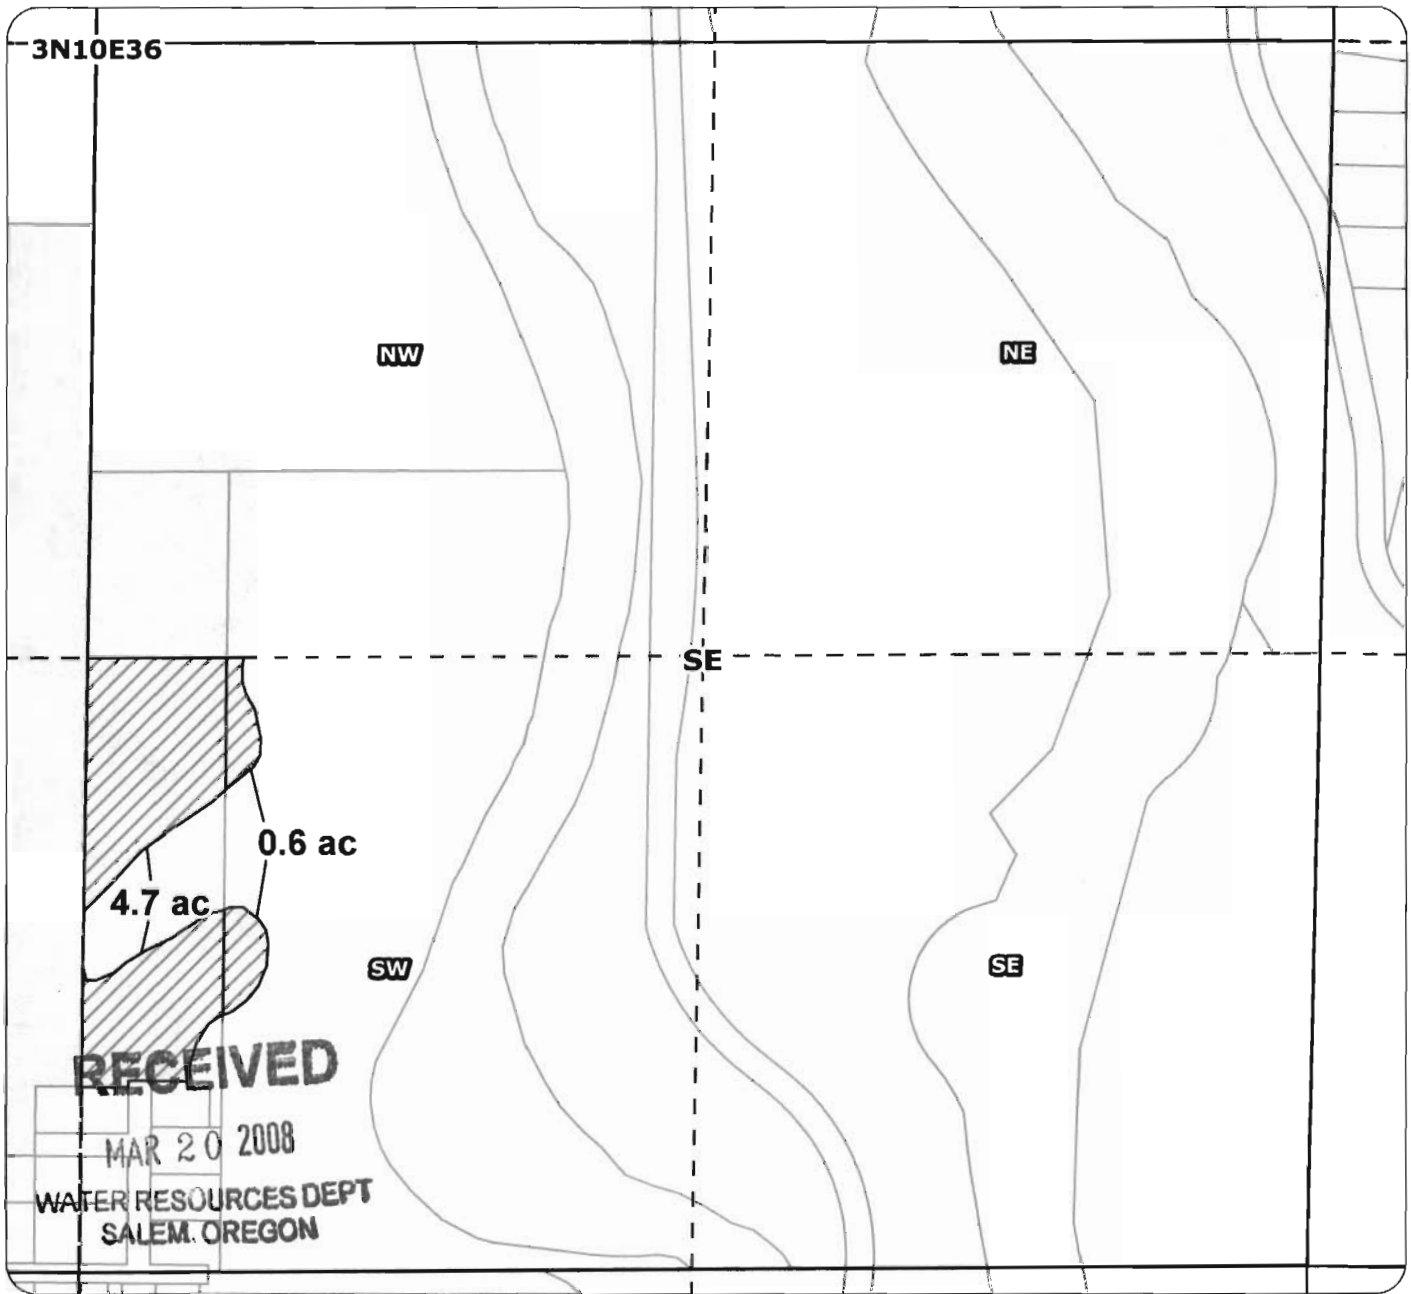 3N10E36
NW
NE
SE
0.6 ac
4.7 ac
SW
SE
RECEIVED
MAR 20 2008
WATER RESOURCES DEPT
SALEM. OREGON